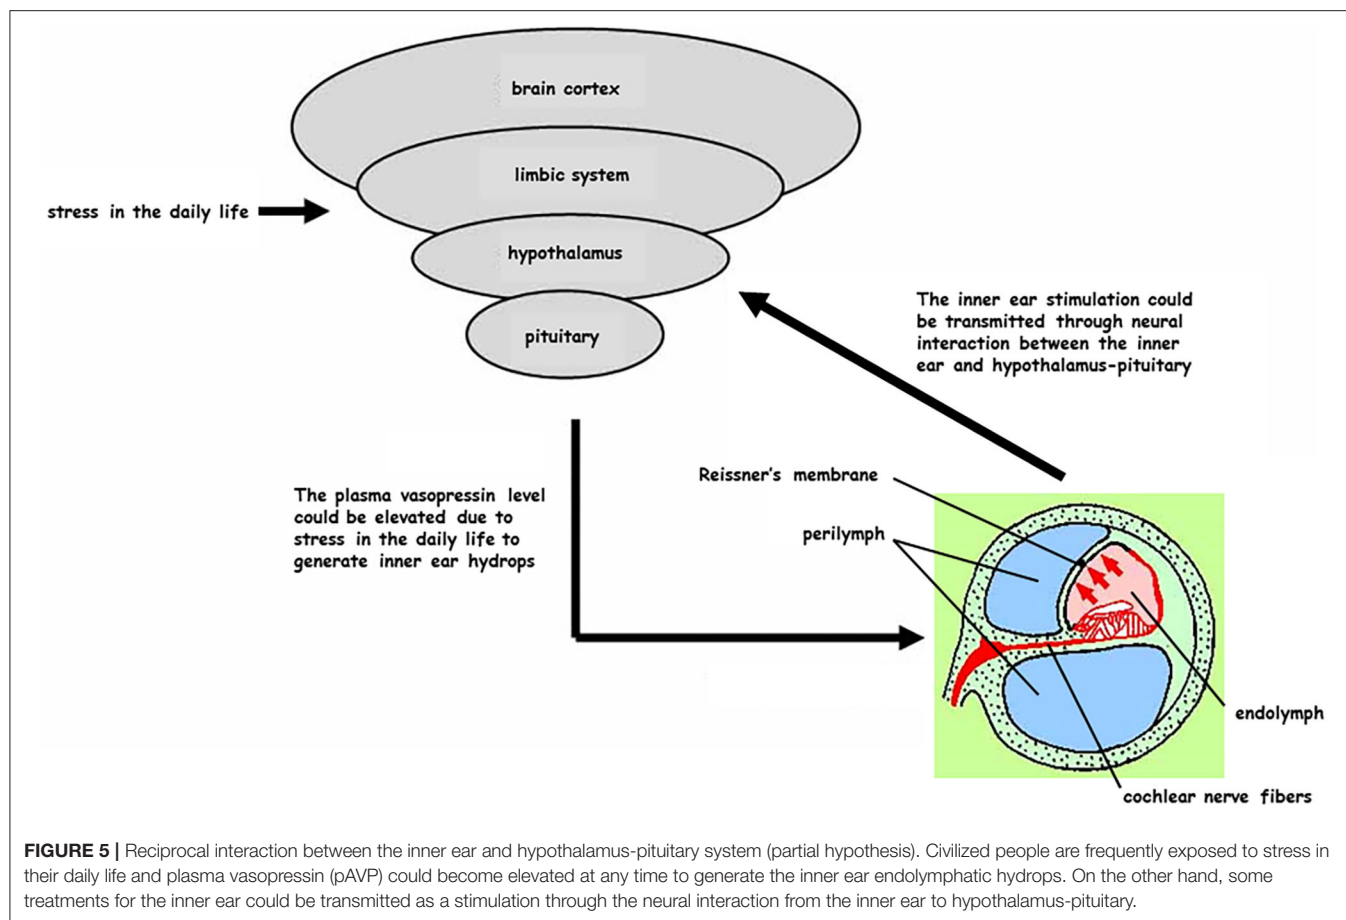 brain cortex
limbic system
stress in the daily life
hypothalamus
pituitary
The inner ear stimulation could
be transmitted through neural
interaction between the inner
ear and hypothalamus-pituitary
Reissner's membrane
perilymph
The plasma vasopressin level
could be elevated due to
stress in the daily life to
generate inner ear hydrops
endolymph
cochlear nerve fibers
FIGURE 5 | Reciprocal interaction between the inner ear and hypothalamus-pituitary system (partial hypothesis). Civilized people are frequently exposed to stress in
their daily life and plasma vasopressin (pAVP) could become elevated at any time to generate the inner ear endolymphatic hydrops. On the other hand, some
treatments for the inner ear could be transmitted as a stimulation through the neural interaction from the inner ear to hypothalamus-pituitary.